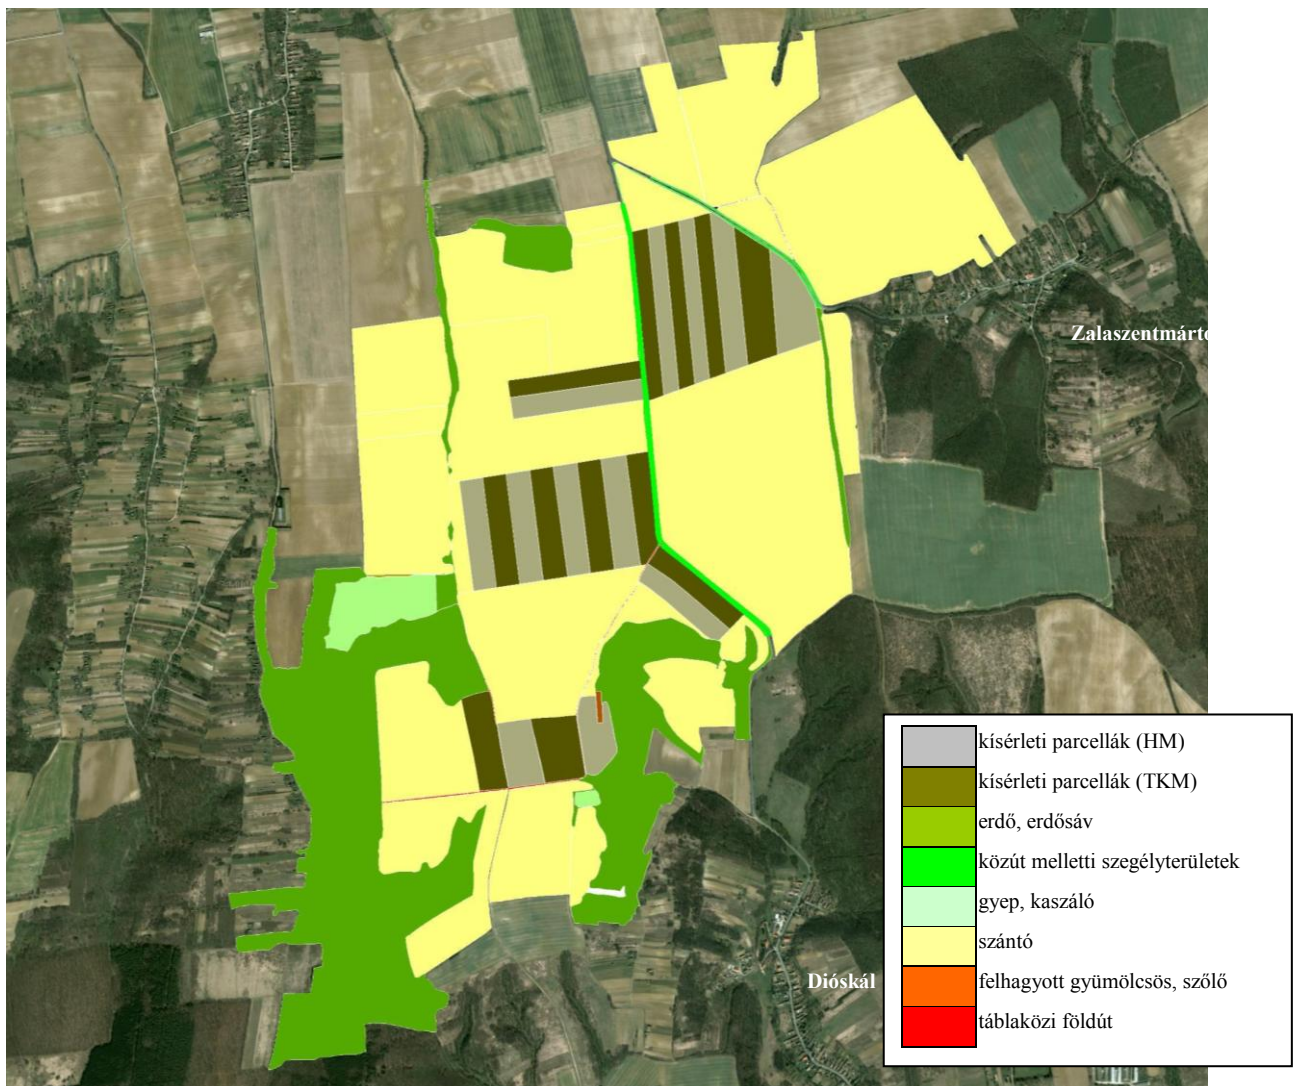 Zalaszentmárto
kísérleti parcellák (HM)
kísérleti parcellák (TKM)
erdő, erdősáv
közút melletti szegélyterületek
gyep, kaszáló
szántó
felhagyott gyümölcsös, szőlő
táblaközi földút
Dióskál